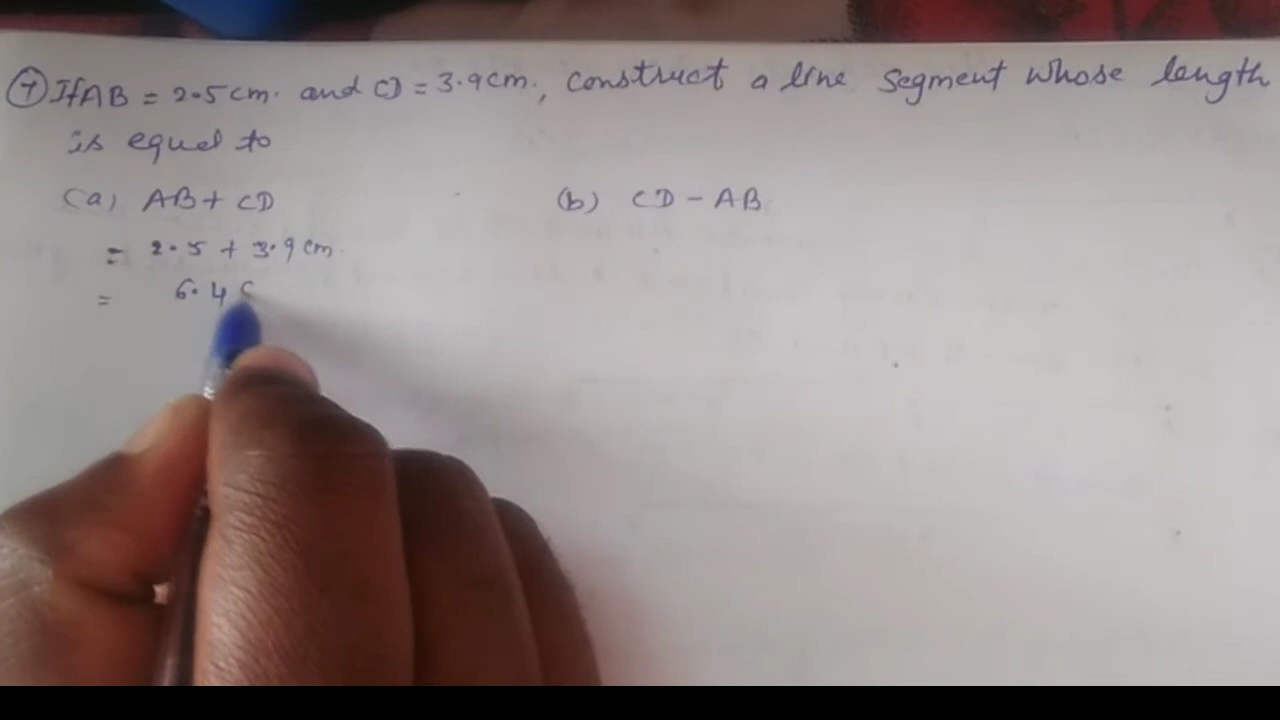 7 If AB = 2.5 cm. and CD = 3.9 cm., construct a line segment whose length
is equal to
(a) AB + CD
= 2.5 + 3.9 cm.
= 6.4 c
(b) CD - AB